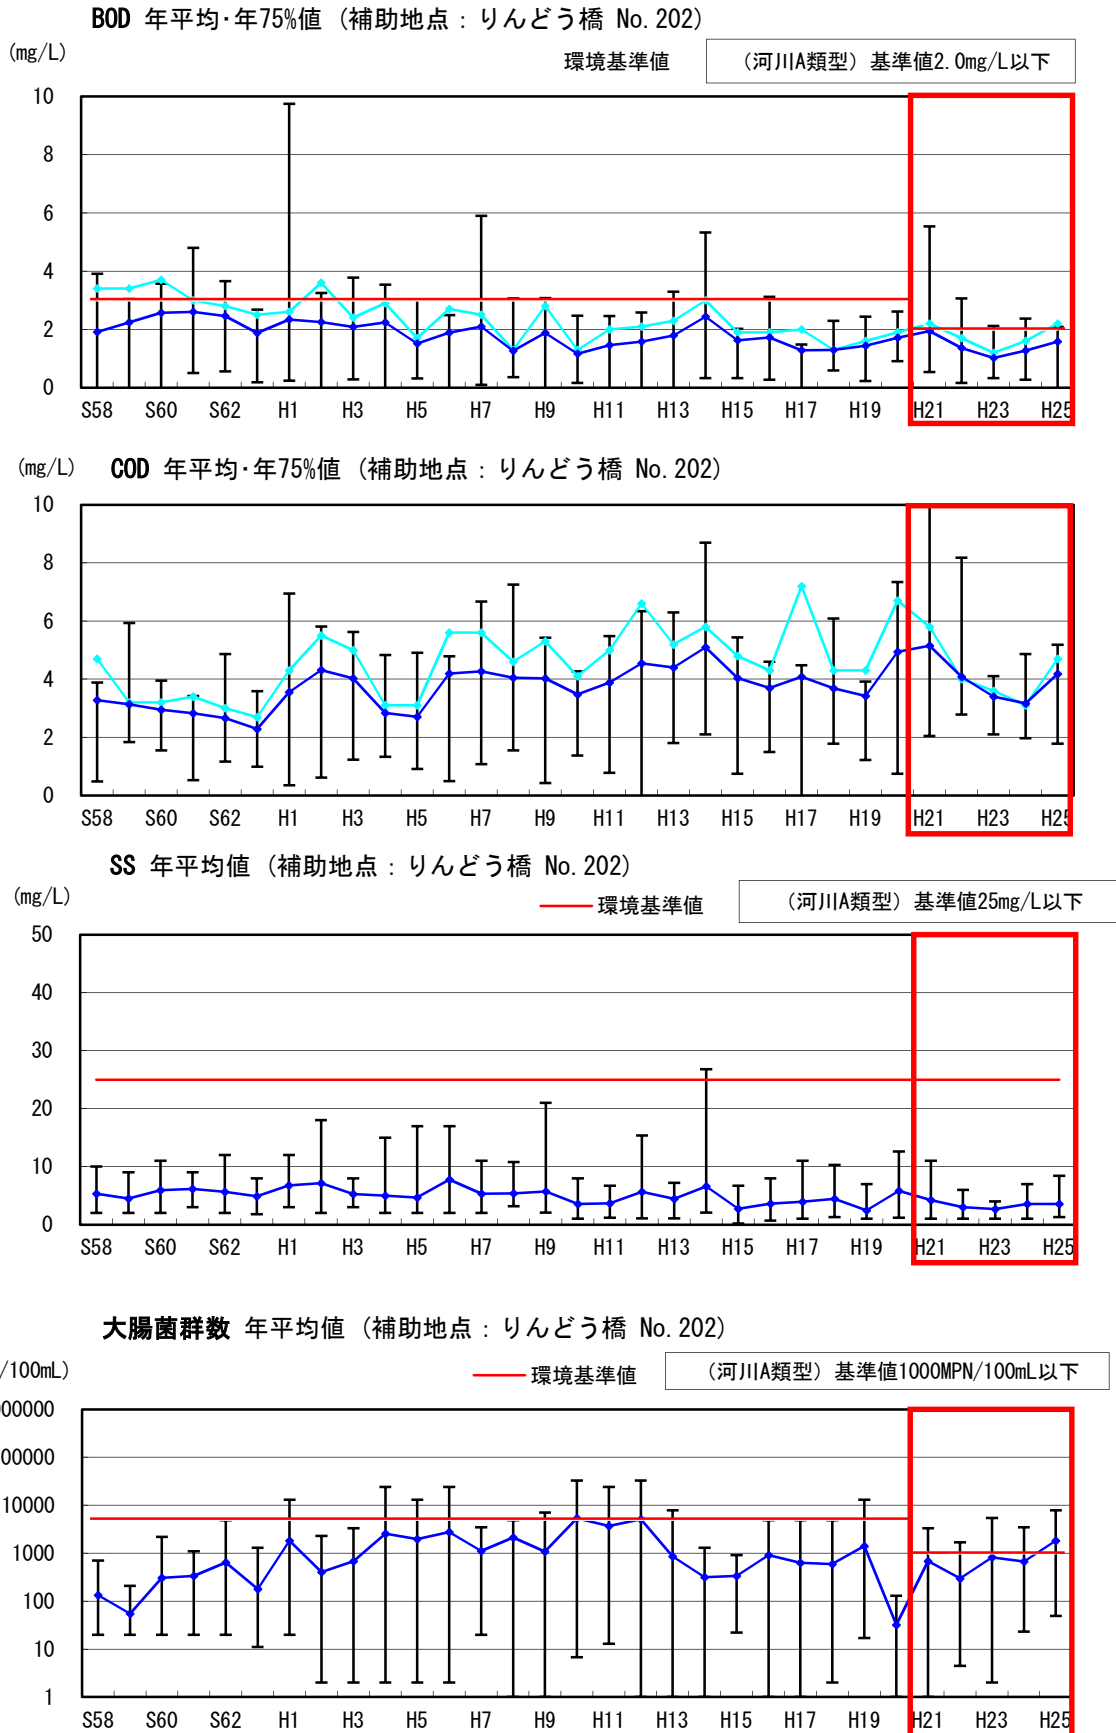 BOD 年平均･年75%値 (補助地点：りんどう橋 No.202)
(mg/L)
環境基準値
（河川A類型）基準値2.0mg/L以下
10
8
6
4
2
0
S58 S60 S62 H1 H3 H5 H7 H9 H11 H13 H15 H17 H19 H21 H23 H25
(mg/L)
COD 年平均･年75%値 (補助地点：りんどう橋 No.202)
10
8
6
4
2
0
S58 S60 S62 H1 H3 H5 H7 H9 H11 H13 H15 H17 H19 H21 H23 H25
SS 年平均値 (補助地点：りんどう橋 No.202)
(mg/L)
環境基準値
（河川A類型）基準値25mg/L以下
50
40
30
20
10
0
S58 S60 S62 H1 H3 H5 H7 H9 H11 H13 H15 H17 H19 H21 H23 H25
大腸菌群数 年平均値 (補助地点：りんどう橋 No.202)
/100mL)
環境基準値
（河川A類型）基準値1000MPN/100mL以下
000000
00000
10000
1000
100
10
1
S58 S60 S62 H1 H3 H5 H7 H9 H11 H13 H15 H17 H19 H21 H23 H25